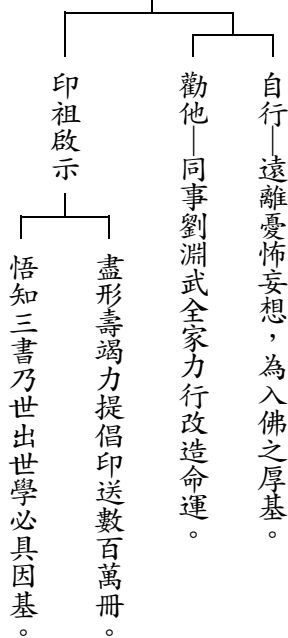 自行—遠離憂怖妄想，為入佛之厚基。
勸他—同事劉淵武全家力行改造命運。
印祖啟示
盡形壽竭力提倡印送數百萬冊。
悟知三書乃世出世學必具因基。